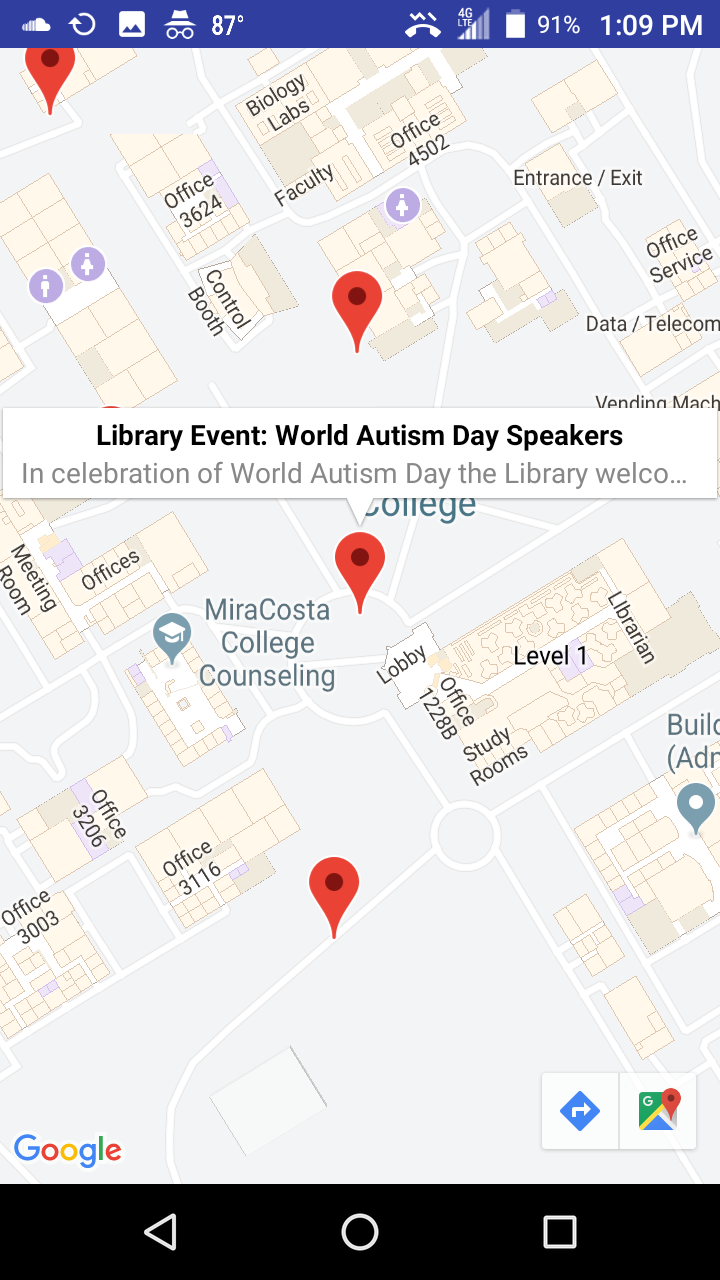 87°
4G
LTE
91%
1:09 PM
Biology
Labs
Office
4502
Faculty
Entrance / Exit
Office
3624
Office
Service
Control
Booth
Data / Telecom
Vending Mach
Library Event: World Autism Day Speakers
In celebration of World Autism Day the Library welco...
College
Meeting
Room
Offices
MiraCosta
College
Counseling
Librarian
Lobby
Level 1
Office
1228B
Study
Rooms
Build
(Adr
Office
3206
Office
3116
Office
3003
G
Google